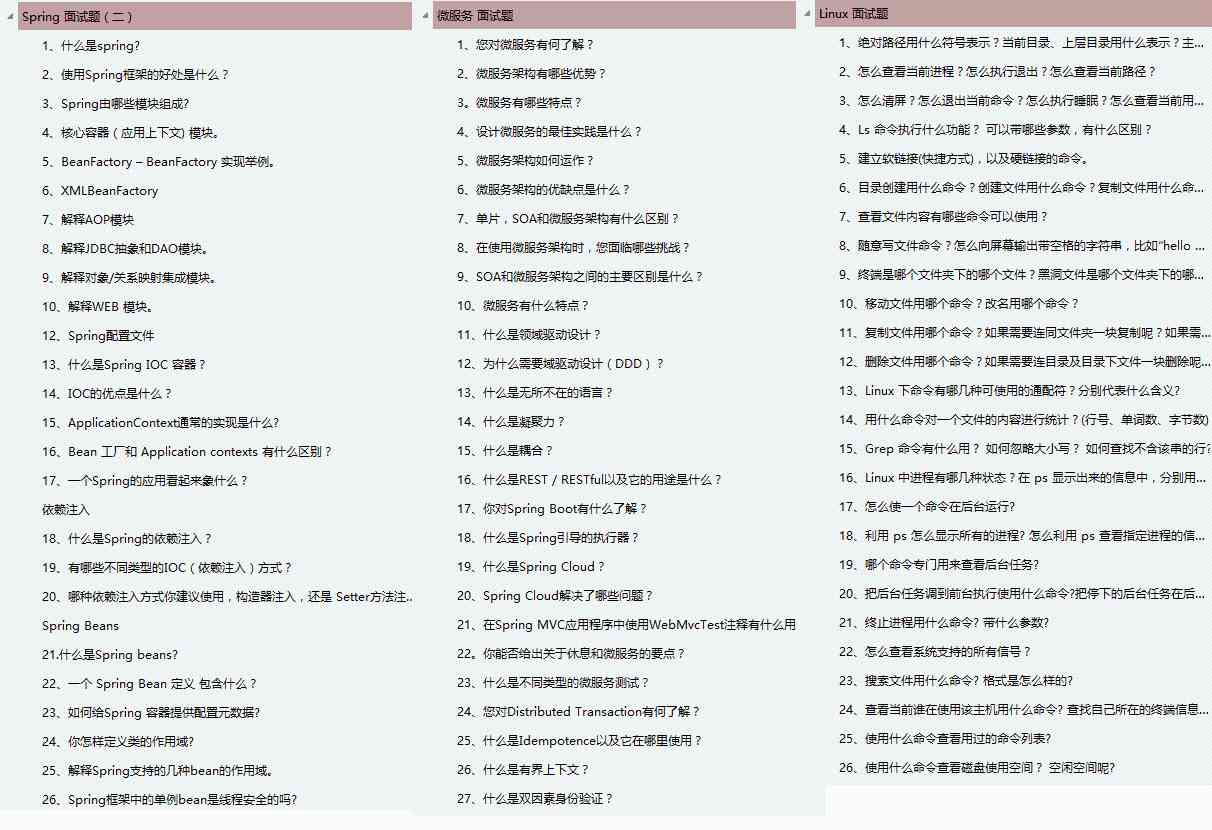 Spring 面试题（二）
1、什么是spring?
2、使用Spring框架的好处是什么？
3、Spring由哪些模块组成?
4、核心容器（应用上下文) 模块。
5、BeanFactory – BeanFactory 实现举例。
6、XMLBeanFactory
7、解释AOP模块
8、解释JDBC抽象和DAO模块。
9、解释对象/关系映射集成模块。
10、解释WEB 模块。
12、Spring配置文件
13、什么是Spring IOC 容器？
14、IOC的优点是什么？
15、ApplicationContext通常的实现是什么?
16、Bean 工厂和 Application contexts 有什么区别？
17、一个Spring的应用看起来象什么？
依赖注入
18、什么是Spring的依赖注入？
19、有哪些不同类型的IOC（依赖注入）方式？
20、哪种依赖注入方式你建议使用，构造器注入，还是 Setter方法注..
Spring Beans
21.什么是Spring beans?
22、一个 Spring Bean 定义 包含什么？
23、如何给Spring 容器提供配置元数据?
24、你怎样定义类的作用域?
25、解释Spring支持的几种bean的作用域。
26、Spring框架中的单例bean是线程安全的吗?
微服务 面试题
1、您对微服务有何了解？
2、微服务架构有哪些优势？
3。微服务有哪些特点？
4、设计微服务的最佳实践是什么？
5、微服务架构如何运作？
6、微服务架构的优缺点是什么？
7、单片，SOA和微服务架构有什么区别？
8、在使用微服务架构时，您面临哪些挑战？
9、SOA和微服务架构之间的主要区别是什么？
10、微服务有什么特点？
11、什么是领域驱动设计？
12、为什么需要域驱动设计（DDD）？
13、什么是无所不在的语言？
14、什么是凝聚力？
15、什么是耦合？
16、什么是REST / RESTful以及它的用途是什么？
17、你对Spring Boot有什么了解？
18、什么是Spring引导的执行器？
19、什么是Spring Cloud？
20、Spring Cloud解决了哪些问题？
21、在Spring MVC应用程序中使用WebMvcTest注释有什么用
22。你能否给出关于休息和微服务的要点？
23、什么是不同类型的微服务测试？
24、您对Distributed Transaction有何了解？
25、什么是Idempotence以及它在哪里使用？
26、什么是有界上下文？
27、什么是双因素身份验证？
Linux 面试题
1、绝对路径用什么符号表示？当前目录、上层目录用什么表示？主...
2、怎么查看当前进程？怎么执行退出？怎么查看当前路径？
3、怎么清屏？怎么退出当前命令？怎么执行睡眠？怎么查看当前用...
4、Ls 命令执行什么功能？ 可以带哪些参数，有什么区别？
5、建立软链接(快捷方式)，以及硬链接的命令。
6、目录创建用什么命令？创建文件用什么命令？复制文件用什么命...
7、查看文件内容有哪些命令可以使用？
8、随意写文件命令？怎么向屏幕输出带空格的字符串，比如“hello ...
9、终端是哪个文件夹下的哪个文件？黑洞文件是哪个文件夹下的哪...
10、移动文件用哪个命令？改名用哪个命令？
11、复制文件用哪个命令？如果需要连同文件夹一块复制呢？如果需...
12、删除文件用哪个命令？如果需要连目录及目录下文件一块删除呢...
13、Linux 下命令有哪几种可使用的通配符？分别代表什么含义?
14、用什么命令对一个文件的内容进行统计？(行号、单词数、字节数)
15、Grep 命令有什么用？ 如何忽略大小写？ 如何查找不含该串的行?
16、Linux 中进程有哪几种状态？在 ps 显示出来的信息中，分别用...
17、怎么使一个命令在后台运行?
18、利用 ps 怎么显示所有的进程? 怎么利用 ps 查看指定进程的信...
19、哪个命令专门用来查看后台任务?
20、把后台任务调到前台执行使用什么命令?把停下的后台任务在后...
21、终止进程用什么命令? 带什么参数?
22、怎么查看系统支持的所有信号？
23、搜索文件用什么命令? 格式是怎么样的?
24、查看当前谁在使用该主机用什么命令? 查找自己所在的终端信息...
25、使用什么命令查看用过的命令列表?
26、使用什么命令查看磁盘使用空间？ 空闲空间呢?